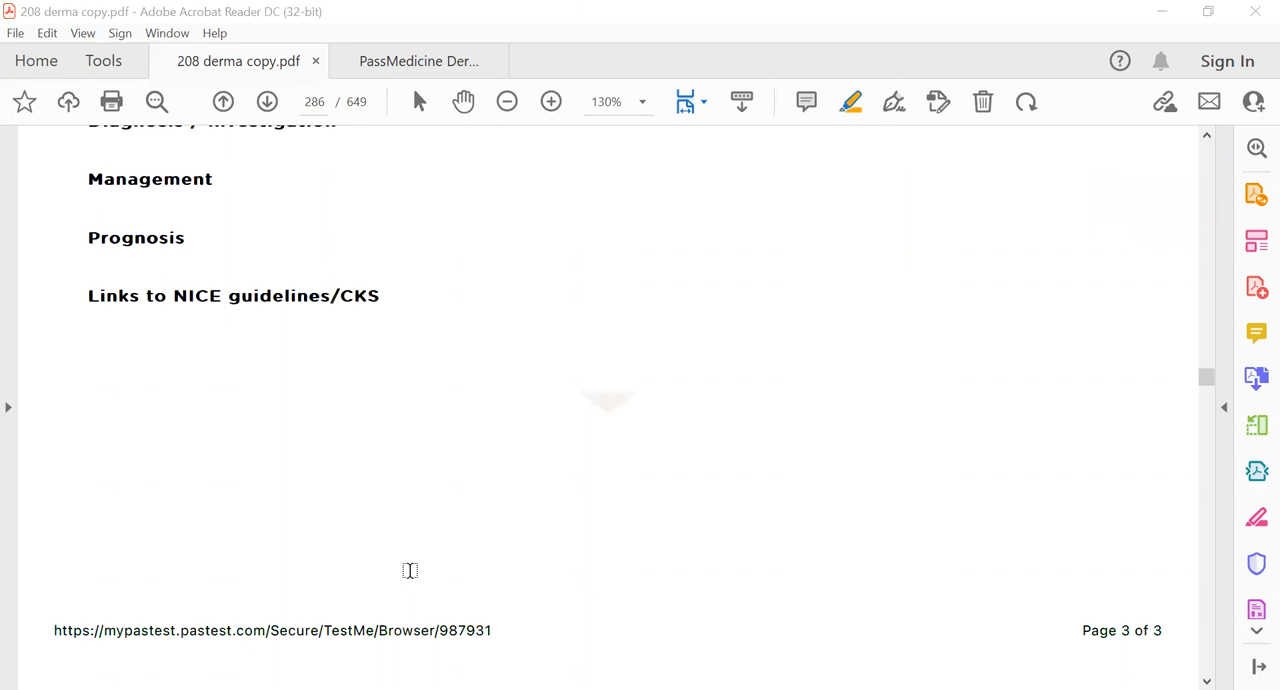 208 derma copy.pdf - Adobe Acrobat Reader DC (32-bit)
File Edit View Sign Window Help
Home Tools 208 derma copy.pdf × PassMedicine Der... Sign In
286 / 649 130%
Diagnosis / Investigation
Management
Prognosis
Links to NICE guidelines/CKS
https://mypastest.pastest.com/Secure/TestMe/Browser/987931 Page 3 of 3